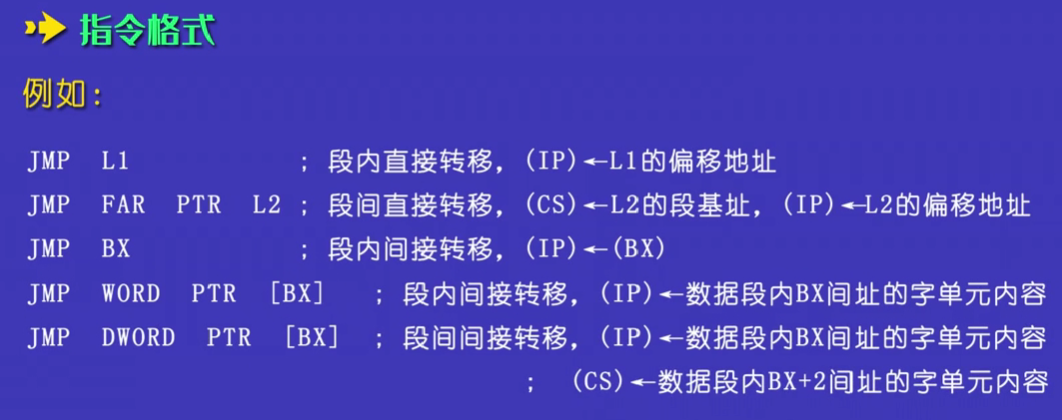 指令格式
例如:
JMP L1 ; 段内直接转移，(IP)←L1的偏移地址
JMP FAR PTR L2 ; 段间直接转移，(CS)←L2的段基址，(IP)←L2的偏移地址
JMP BX ; 段内间接转移，(IP)←(BX)
JMP WORD PTR [BX] ; 段内间接转移，(IP)←数据段内BX间址的字单元内容
JMP DWORD PTR [BX] ; 段间间接转移，(IP)←数据段内BX间址的字单元内容
; (CS)←数据段内BX+2间址的字单元内容